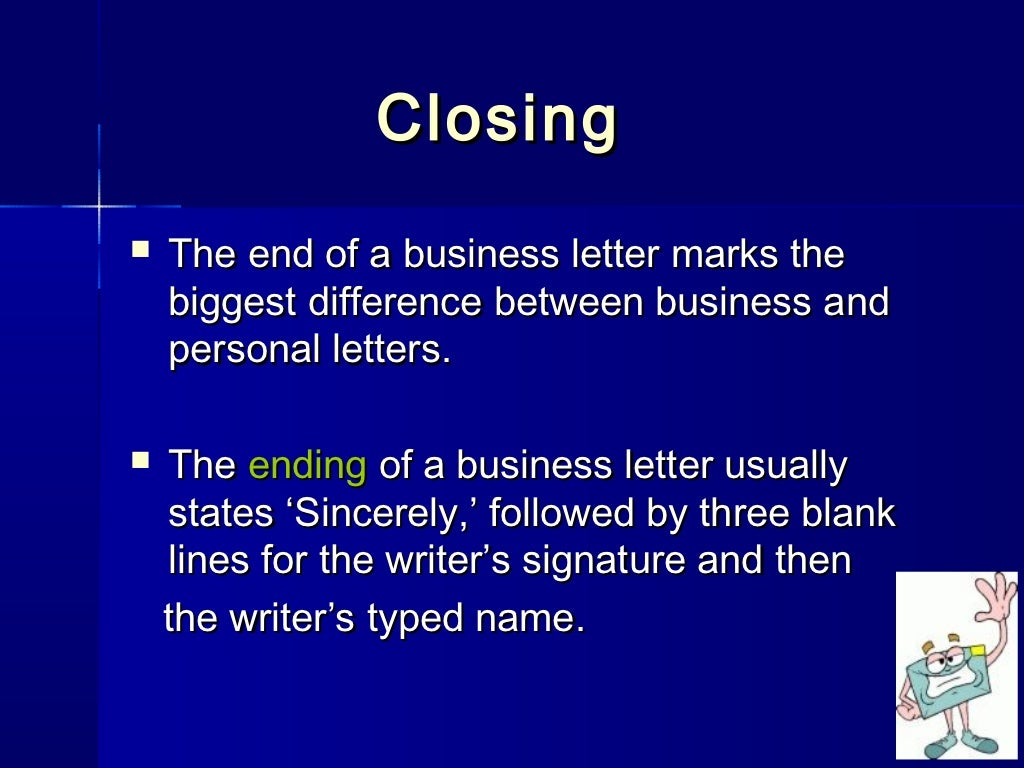 Closing
The end of a business letter marks the
biggest difference between business and
personal letters.
The ending of a business letter usually
states ‘Sincerely,’ followed by three blank
lines for the writer’s signature and then
the writer’s typed name.